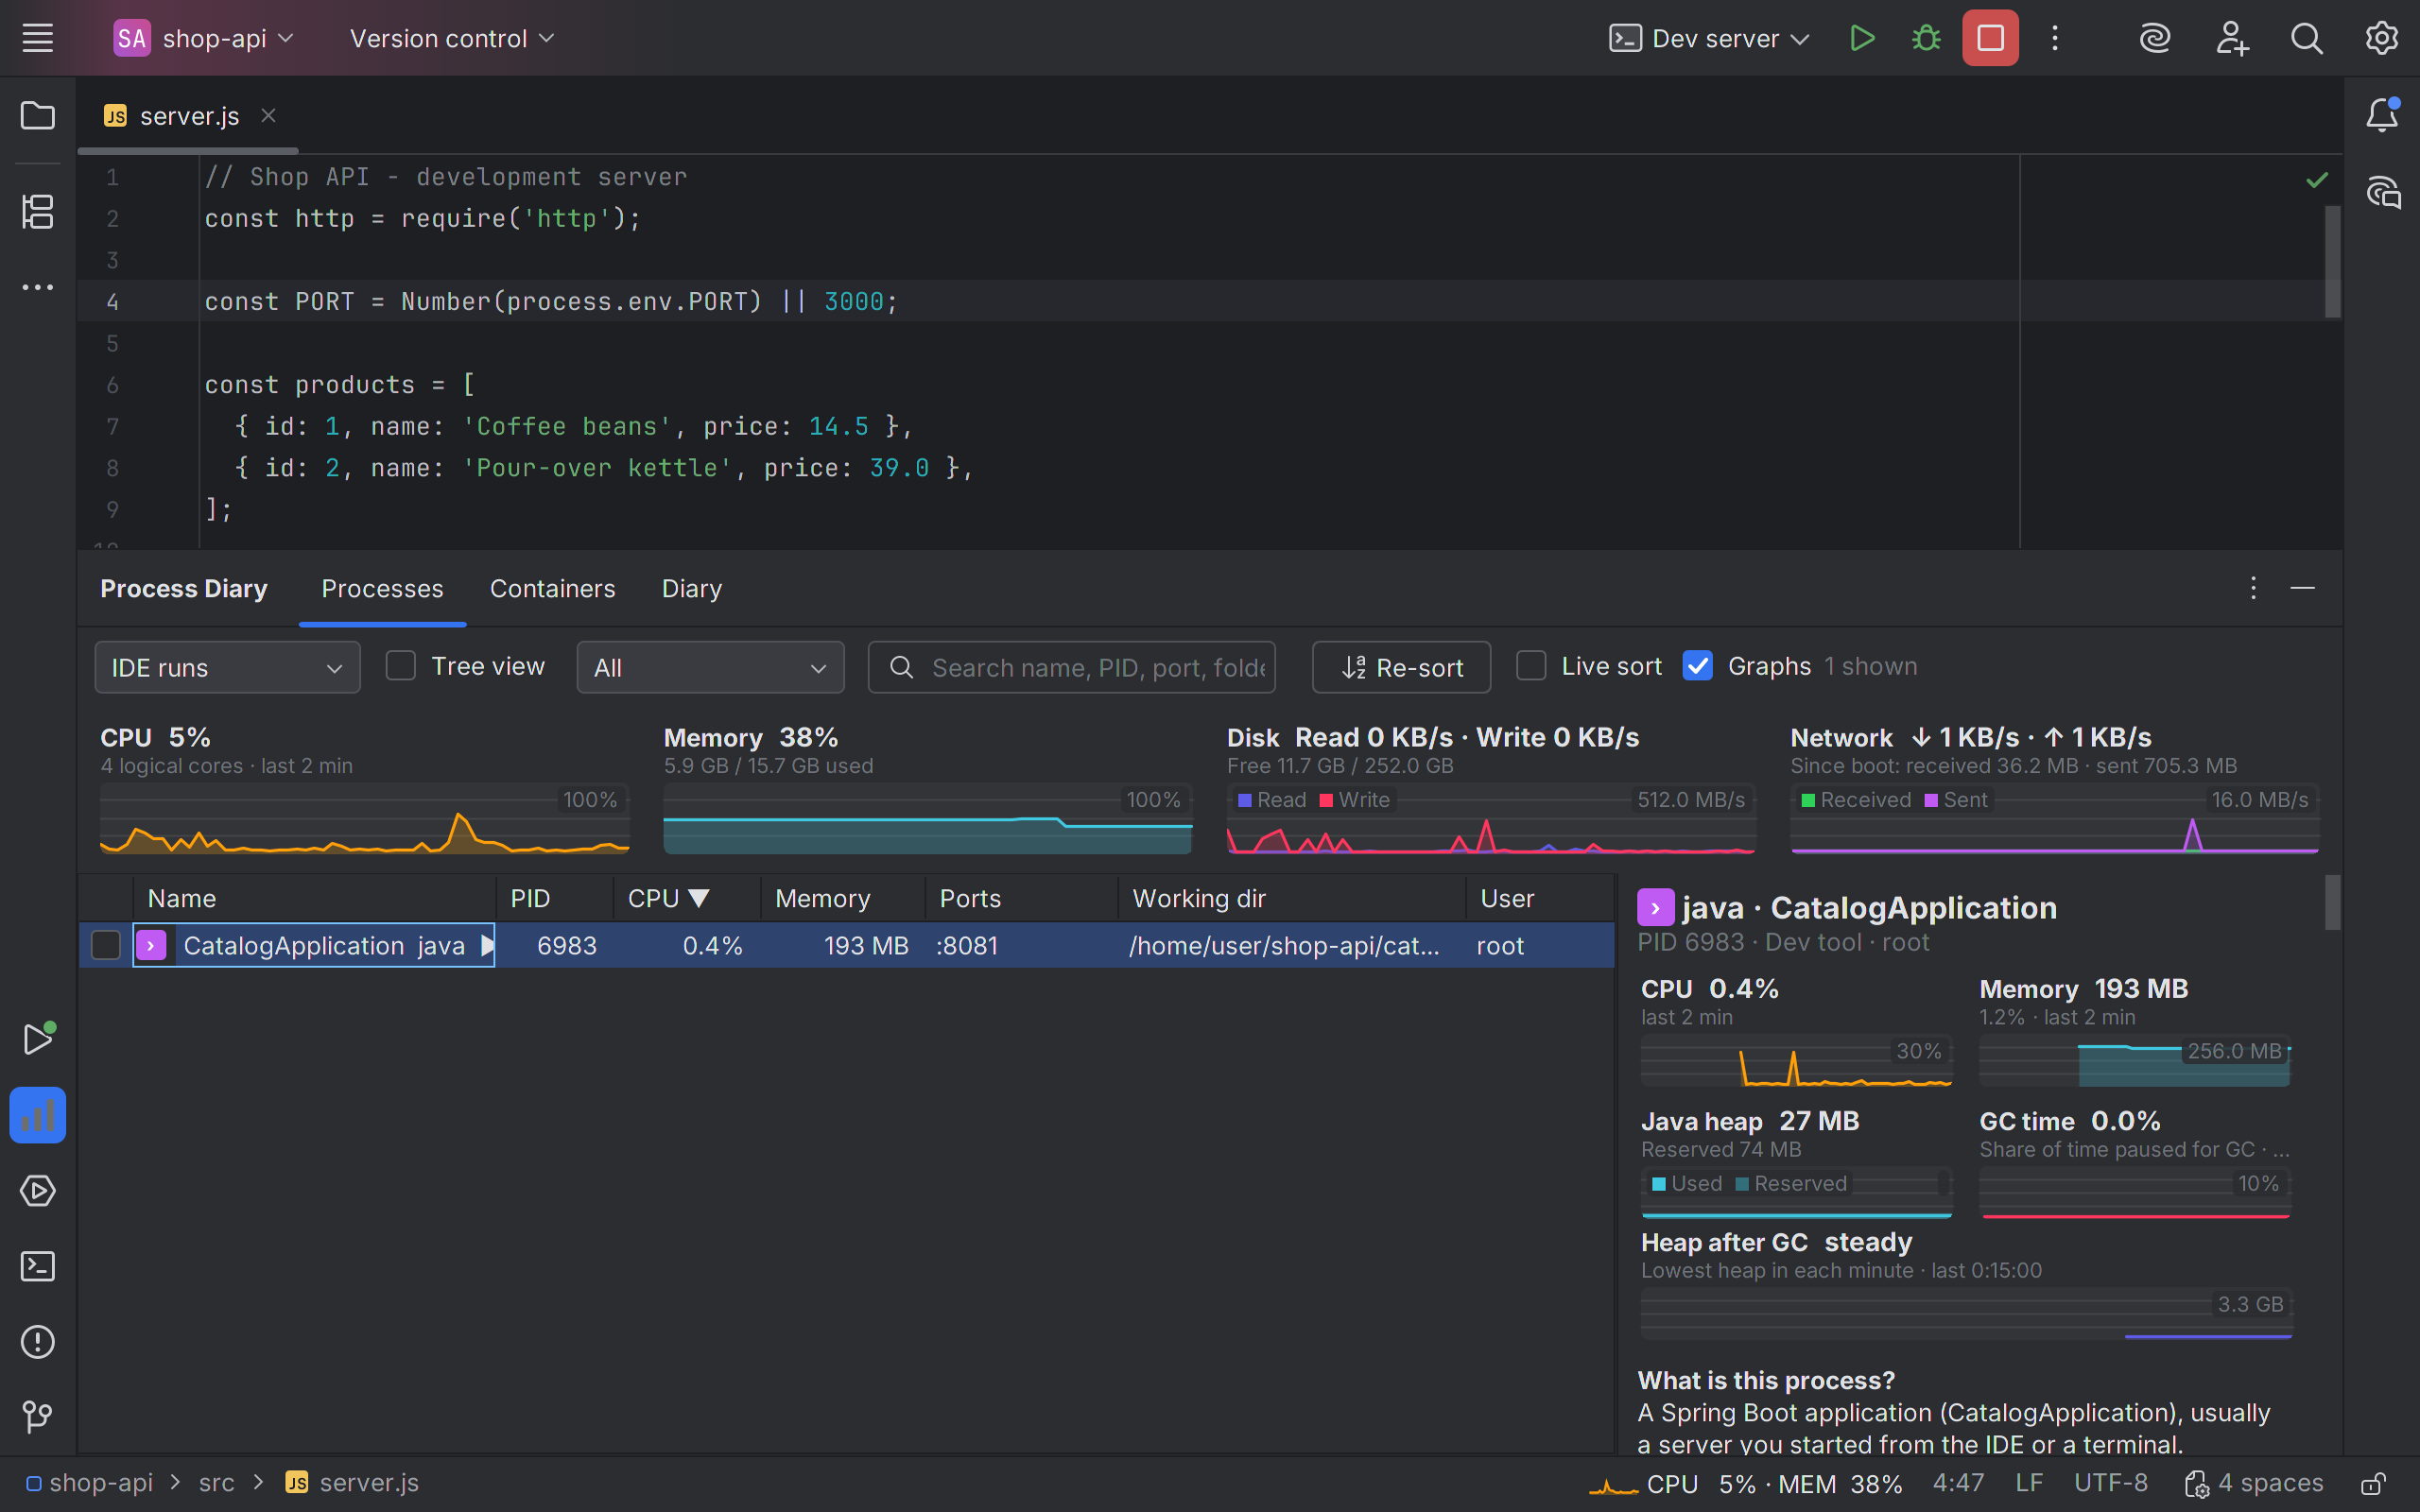 SA shop-api Version control Dev server
JS server.js
1 // Shop API - development server
2 const http = require('http');
3
4 const PORT = Number(process.env.PORT) || 3000;
5
6 const products = [
7 { id: 1, name: 'Coffee beans', price: 14.5 },
8 { id: 2, name: 'Pour-over kettle', price: 39.0 },
9 ];
Process Diary Processes Containers Diary
IDE runs Tree view All Search name, PID, port, folde Re-sort Live sort Graphs 1 shown
CPU 5% Memory 38% Disk Read 0 KB/s · Write 0 KB/s Network ↓ 1 KB/s · ↑ 1 KB/s
4 logical cores · last 2 min 5.9 GB / 15.7 GB used Free 11.7 GB / 252.0 GB Since boot: received 36.2 MB · sent 705.3 MB
100% 100% Read Write 512.0 MB/s Received Sent 16.0 MB/s
Name PID CPU ▼ Memory Ports Working dir User
CatalogApplication java 6983 0.4% 193 MB :8081 /home/user/shop-api/cat... root
java · CatalogApplication
PID 6983 · Dev tool · root
CPU 0.4% Memory 193 MB
last 2 min 1.2% · last 2 min
30% 256.0 MB
Java heap 27 MB GC time 0.0%
Reserved 74 MB Share of time paused for GC · ...
Used Reserved 10%
Heap after GC steady
Lowest heap in each minute · last 0:15:00
3.3 GB
What is this process?
A Spring Boot application (CatalogApplication), usually
a server you started from the IDE or a terminal.
shop-api > src > JS server.js CPU 5% · MEM 38% 4:47 LF UTF-8 4 spaces